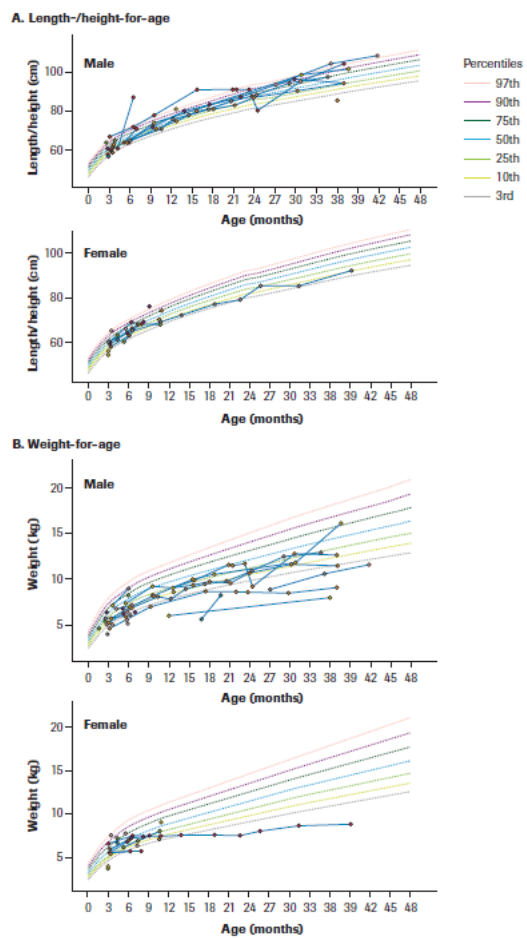 A. Length-/height-for-age
Male
Length/height (cm)
100
80
60
0 3 6 9 12 15 18 21 24 27 30 33 36 39 42 45 48
Age (months)
Percentiles
97th
90th
75th
50th
25th
10th
3rd
Female
Length/height (cm)
100
80
60
0 3 6 9 12 15 18 21 24 27 30 33 36 39 42 45 48
Age (months)
B. Weight-for-age
Male
Weight (kg)
20
15
10
5
0 3 6 9 12 15 18 21 24 27 30 33 36 39 42 45 48
Age (months)
Female
Weight (kg)
20
15
10
5
0 3 6 9 12 15 18 21 24 27 30 33 36 39 42 45 48
Age (months)